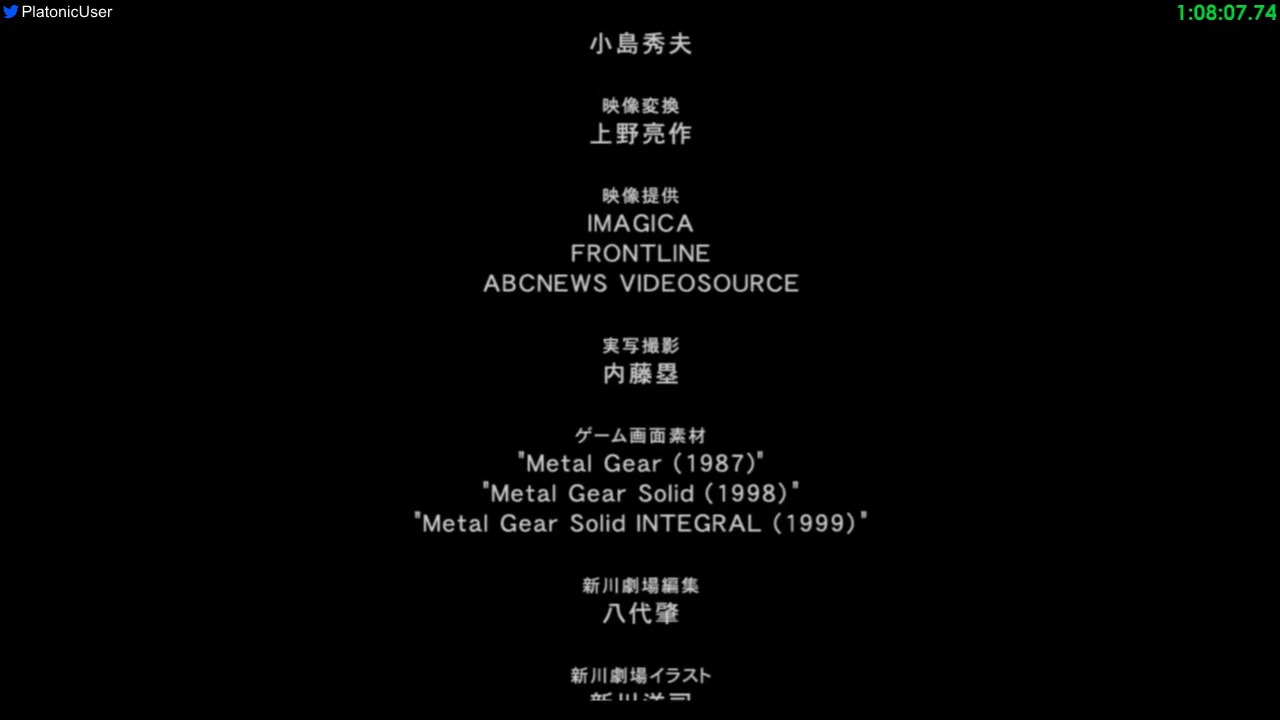 PlatonicUser
1:08:07.74
小島秀夫
映像変換
上野亮作
映像提供
IMAGICA
FRONTLINE
ABCNEWS VIDEOSOURCE
実写撮影
内藤塁
ゲーム画面素材
"Metal Gear (1987)"
"Metal Gear Solid (1998)"
"Metal Gear Solid INTEGRAL (1999)"
新川劇場編集
八代肇
新川劇場イラスト